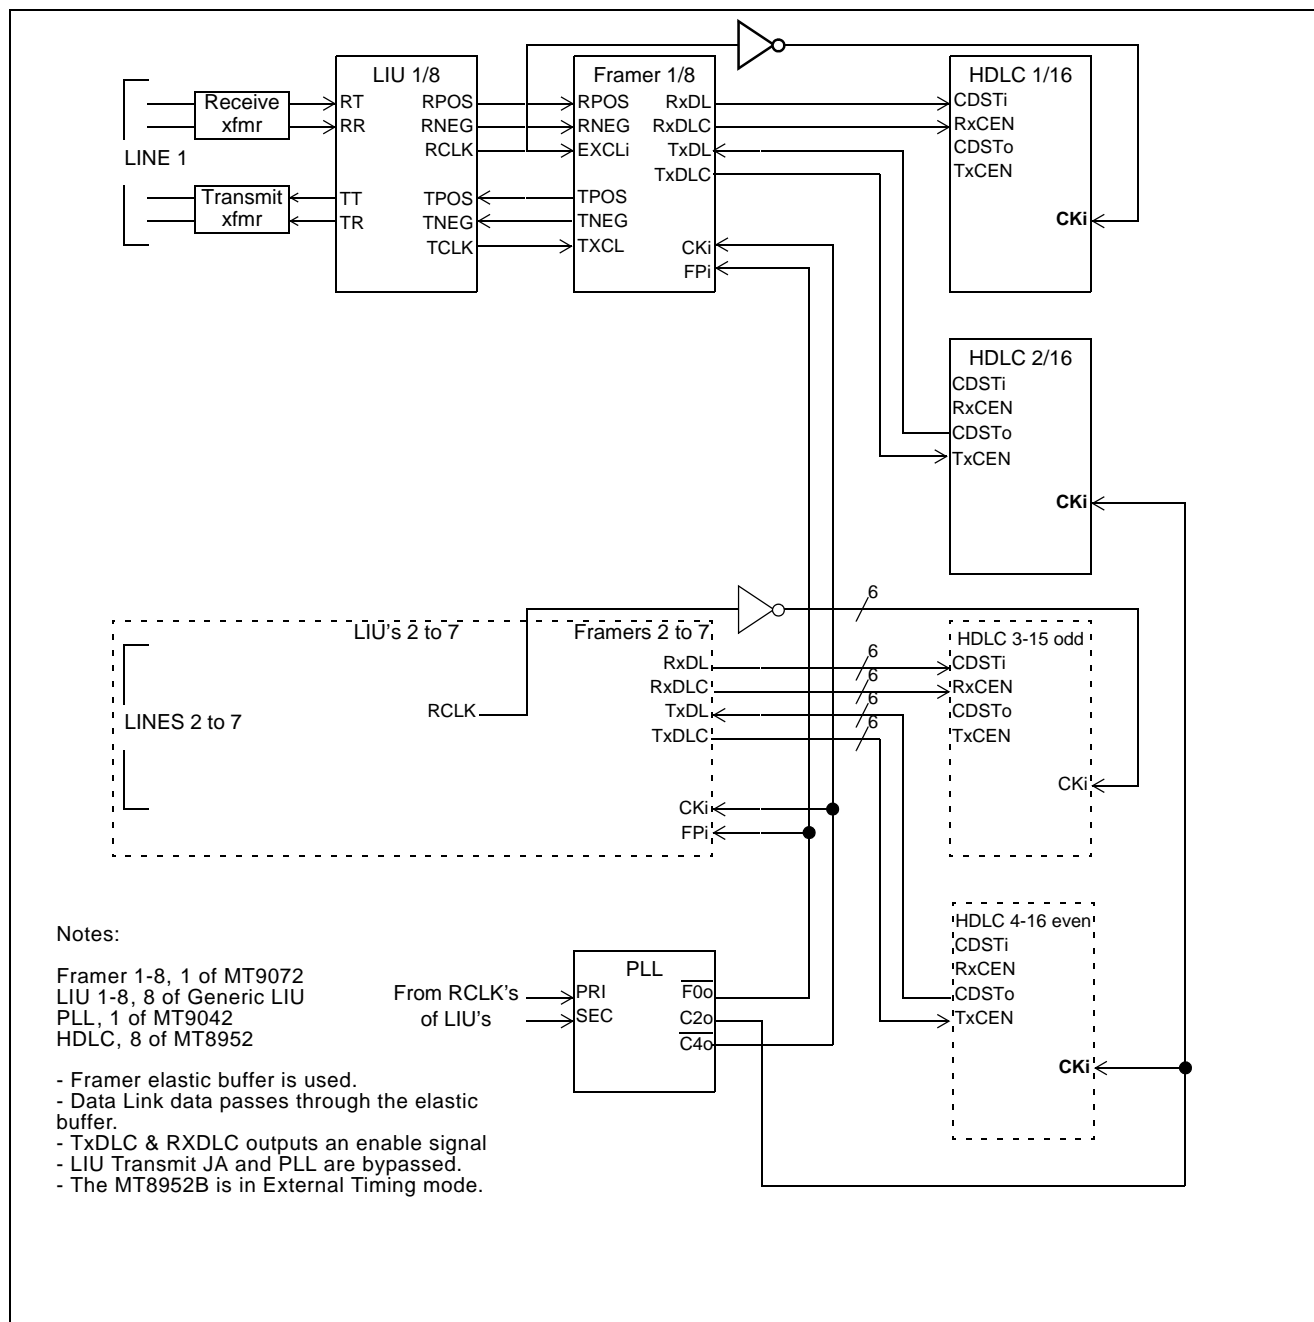 LIU 1/8
Framer 1/8
HDLC 1/16
Receive
xfmr
RT
RR
RPOS
RNEG
RCLK
RPOS
RNEG
EXCLi
RxDL
RxDLC
TxDL
TxDLC
CDSTi
RxCEN
CDSTo
TxCEN
LINE 1
Transmit
xfmr
TT
TR
TPOS
TNEG
TCLK
TPOS
TNEG
TXCL
CKi
FPi
CKi
HDLC 2/16
CDSTi
RxCEN
CDSTo
TxCEN
CKi
6
LIU's 2 to 7
Framers 2 to 7
HDLC 3-15 odd
RxDL
RxDLC
TxDL
TxDLC
6
6
6
6
CDSTi
RxCEN
CDSTo
TxCEN
LINES 2 to 7
RCLK
CKi
FPi
CKi
HDLC 4-16 even
CDSTi
RxCEN
CDSTo
TxCEN
CKi
PLL
From RCLK's
of LIU's
PRI
SEC
F0o
C2o
C4o
Notes:
Framer 1-8, 1 of MT9072
LIU 1-8, 8 of Generic LIU
PLL, 1 of MT9042
HDLC, 8 of MT8952
- Framer elastic buffer is used.
- Data Link data passes through the elastic
buffer.
- TxDLC & RXDLC outputs an enable signal
- LIU Transmit JA and PLL are bypassed.
- The MT8952B is in External Timing mode.